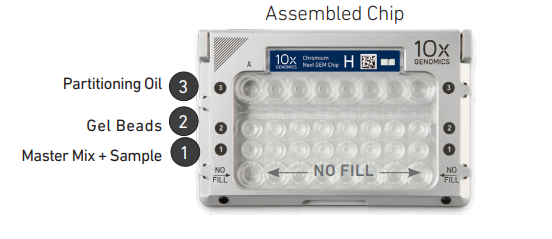 Assembled Chip
10x
GENOMICS
Chromium
Next GEM Chip
H
10x
GENOMICS
A
Partitioning Oil 3
3
3
Gel Beads 2
2
2
Master Mix + Sample 1
1
1
NO
FILL
NO FILL
NO
FILL